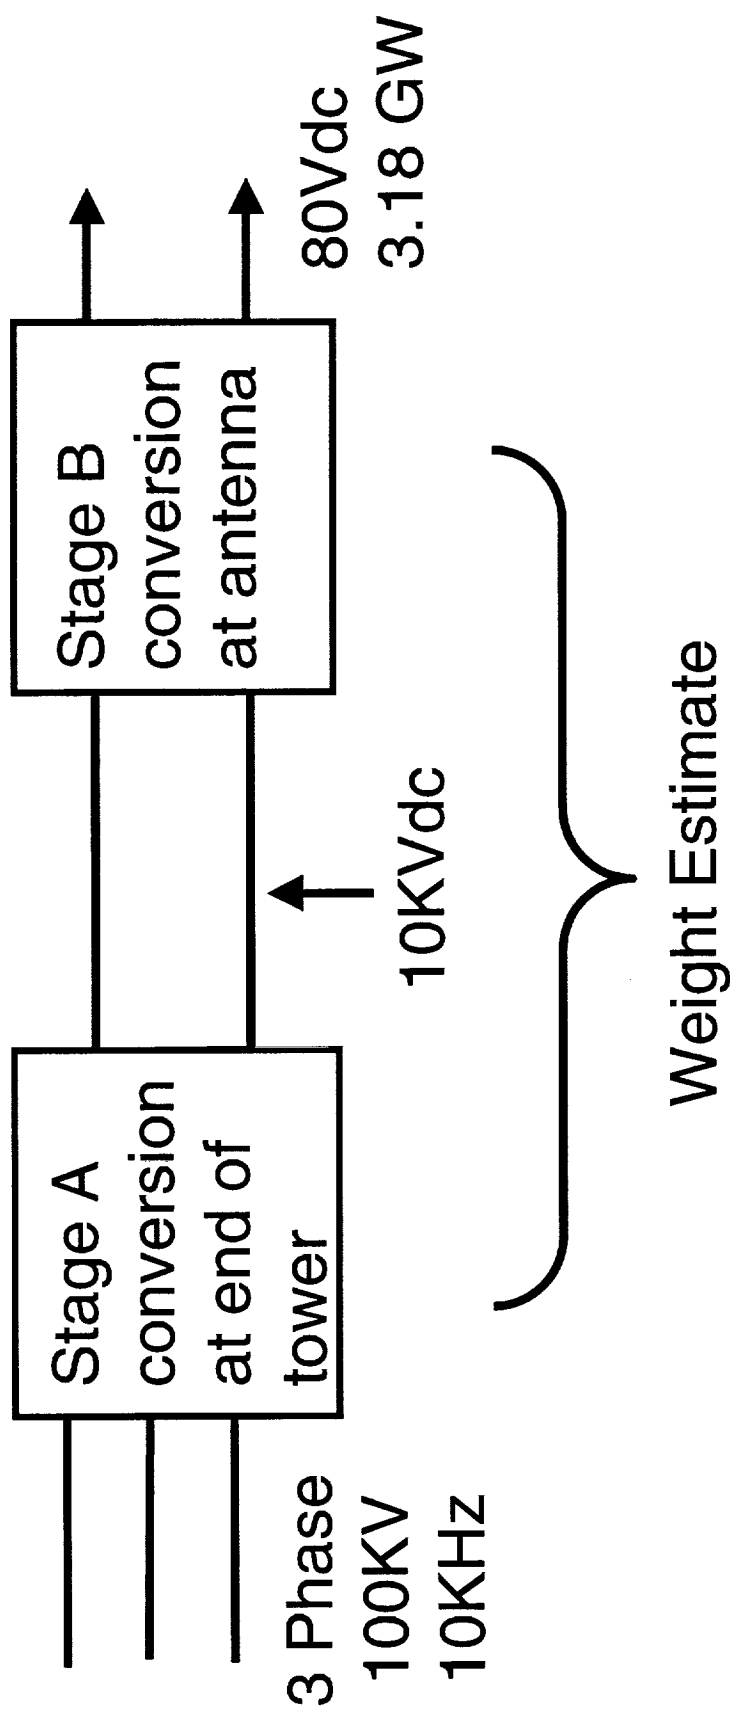 3 Phase
100KV
10KHz
Stage A
conversion
at end of
tower
10KVdc
Stage B
conversion
at antenna
80Vdc
3.18 GW
Weight Estimate